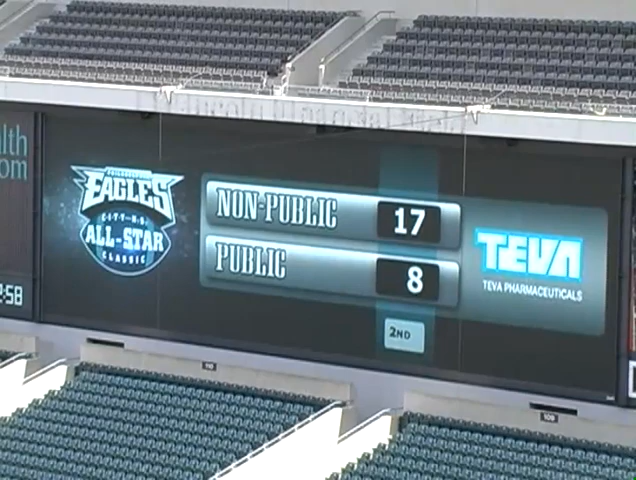 PHILADELPHIA
EAGLES
CITY H.S.
ALL-STAR
CLASSIC
NON-PUBLIC 17
PUBLIC 8
2ND
TEVA
TEVA PHARMACEUTICALS
:58